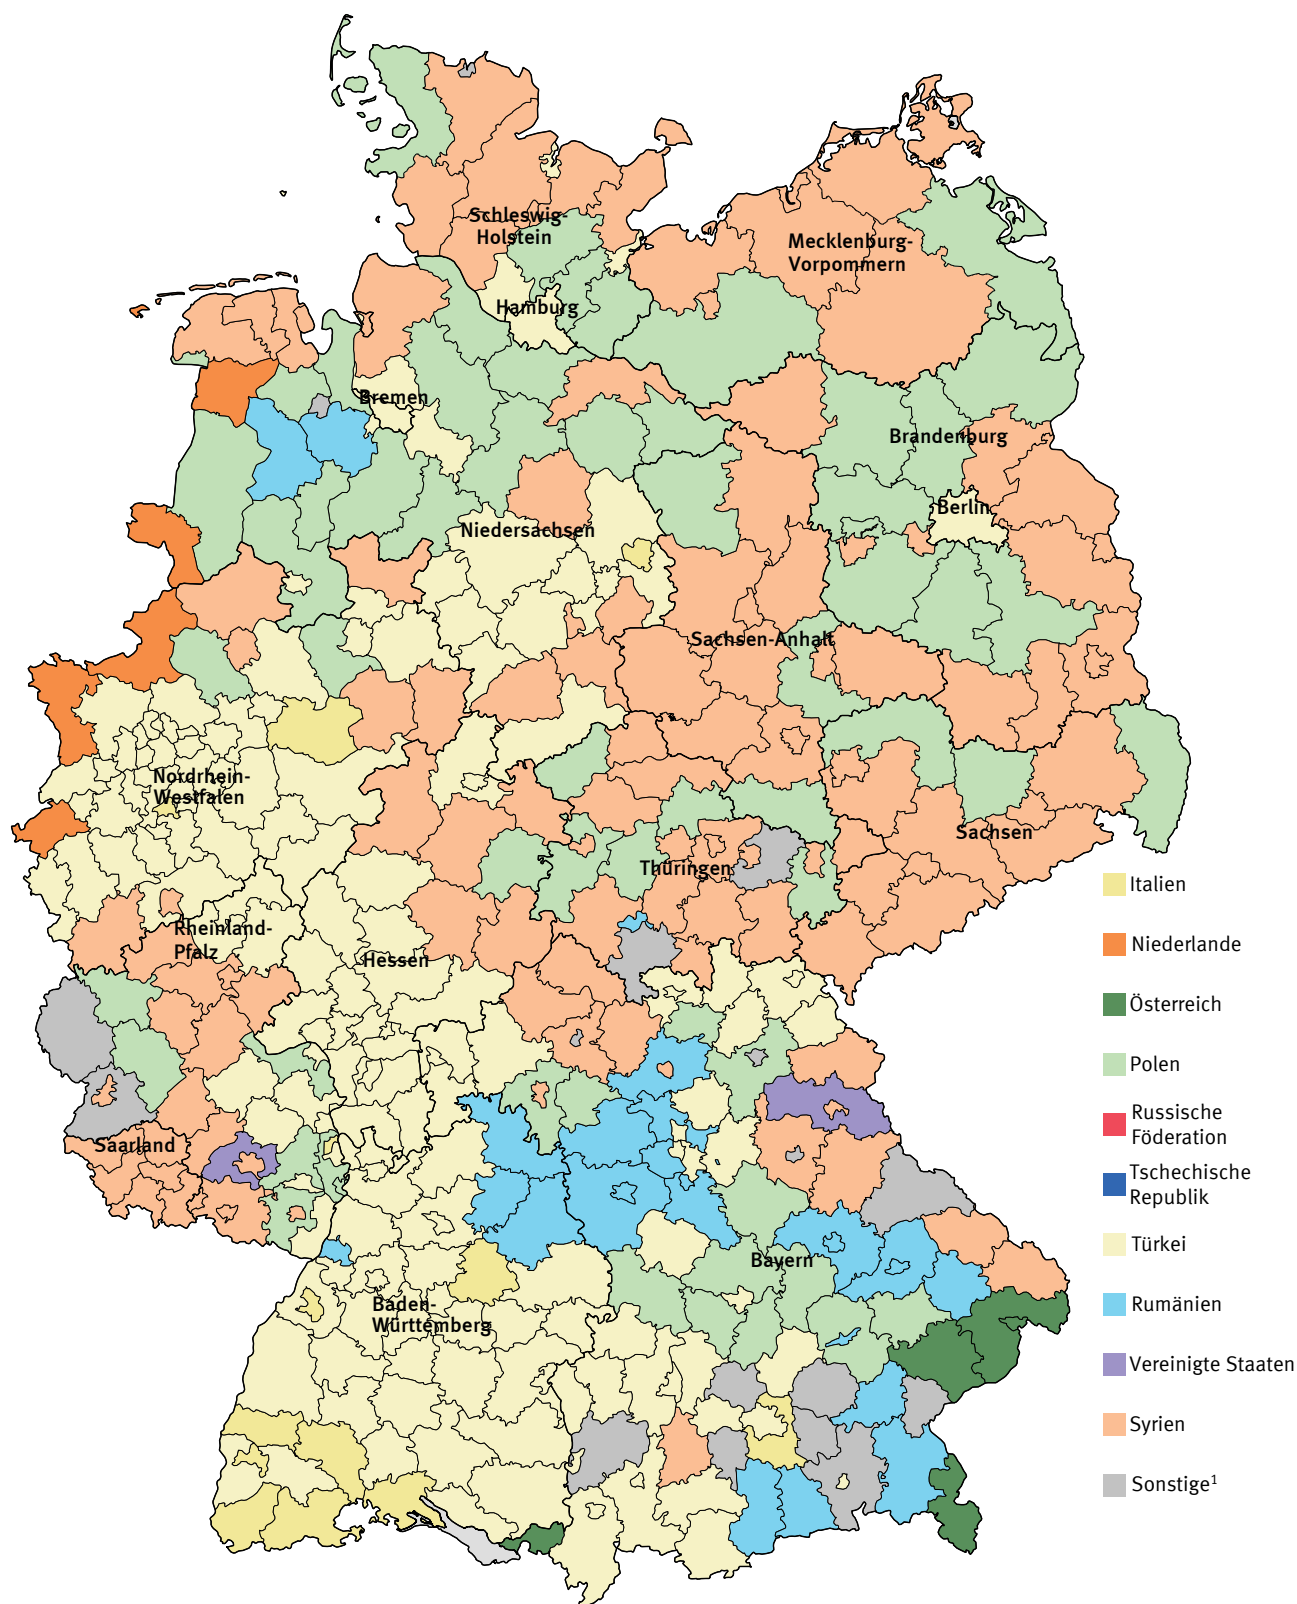 Schleswig-
Holstein
Mecklenburg-
Vorpommern
Hamburg
Bremen
Brandenburg
Berlin
Niedersachsen
Sachsen-Anhalt
Nordrhein-
Westfalen
Sachsen
Thüringen
Rheinland-
Pfalz
Hessen
Saarland
Bayern
Baden-
Württemberg
Italien
Niederlande
Österreich
Polen
Russische
Föderation
Tschechische
Republik
Türkei
Rumänien
Vereinigte Staaten
Syrien
Sonstige¹